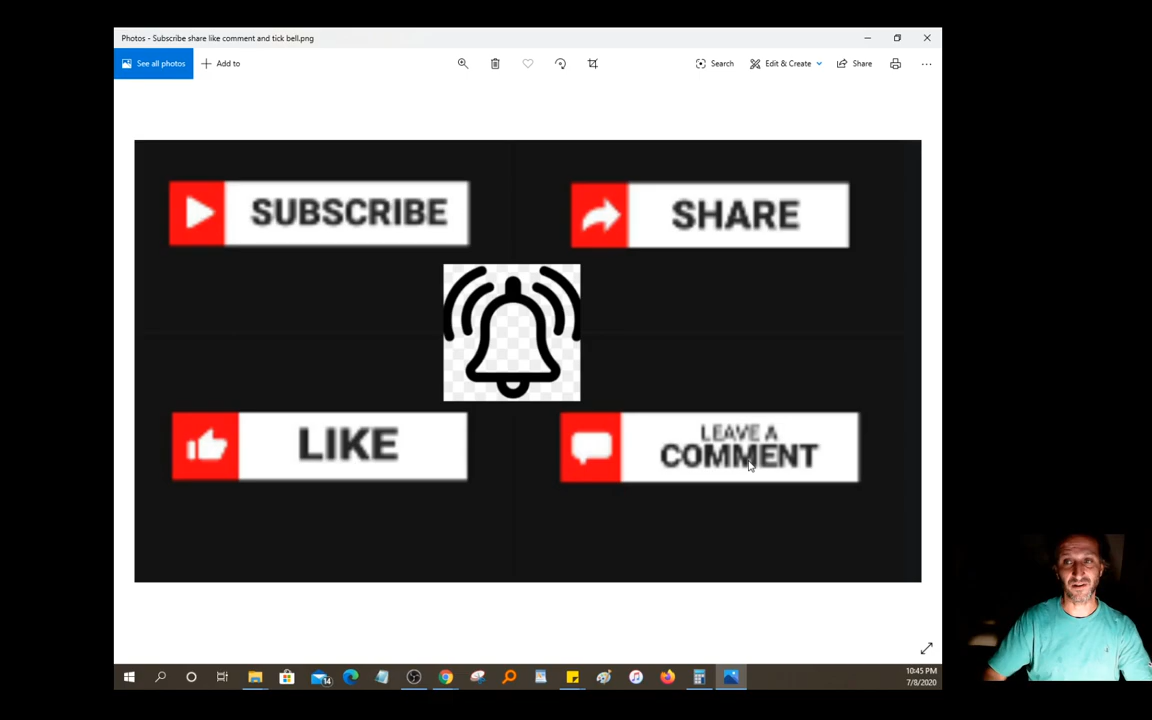 Photos - Subscribe share like comment and tick bell.png
See all photos
Add to
Search
Edit & Create
Share
SUBSCRIBE
SHARE
LIKE
LEAVE A
COMMENT
14
10:45 PM
7/8/2020